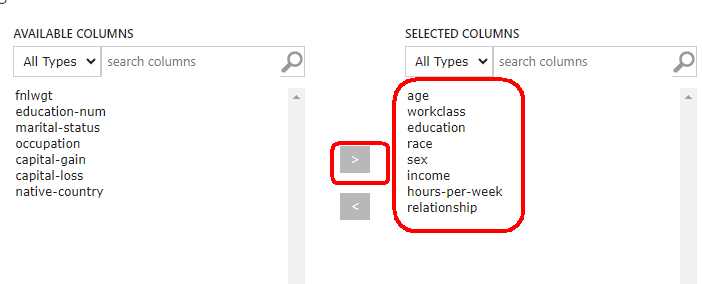 AVAILABLE COLUMNS
All Types
search columns
fnlwgt
education-num
marital-status
occupation
capital-gain
capital-loss
native-country
>
<
SELECTED COLUMNS
All Types
search columns
age
workclass
education
race
sex
income
hours-per-week
relationship